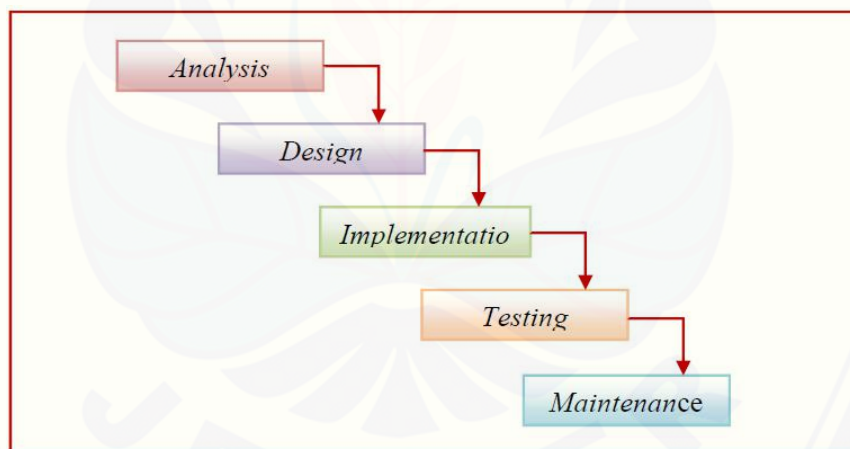 Analysis
Design
Implementatio
Testing
Maintenance